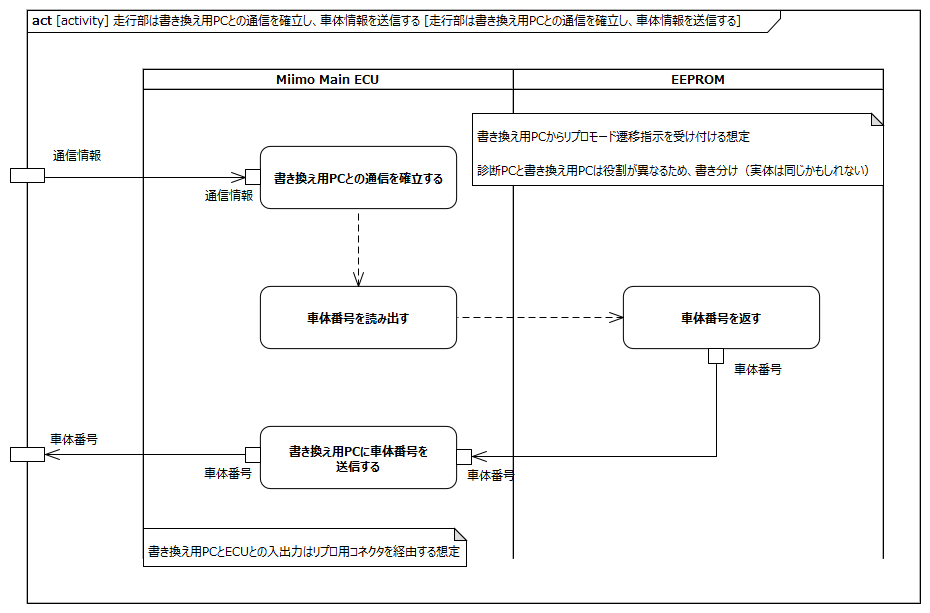 act [activity] 走行部は書き換え用PCとの通信を確立し、車体情報を送信する [走行部は書き換え用PCとの通信を確立し、車体情報を送信する]
Miimo Main ECU
EEPROM
書き換え用PCからリプロモード遷移指示を受け付ける想定
診断PCと書き換え用PCは役割が異なるため、書き分け（実体は同じかもしれない）
通信情報
書き換え用PCとの通信を確立する
通信情報
車体番号を読み出す
車体番号を返す
車体番号
車体番号
書き換え用PCに車体番号を
送信する
車体番号
車体番号
書き換え用PCとECUとの入出力はリプロ用コネクタを経由する想定